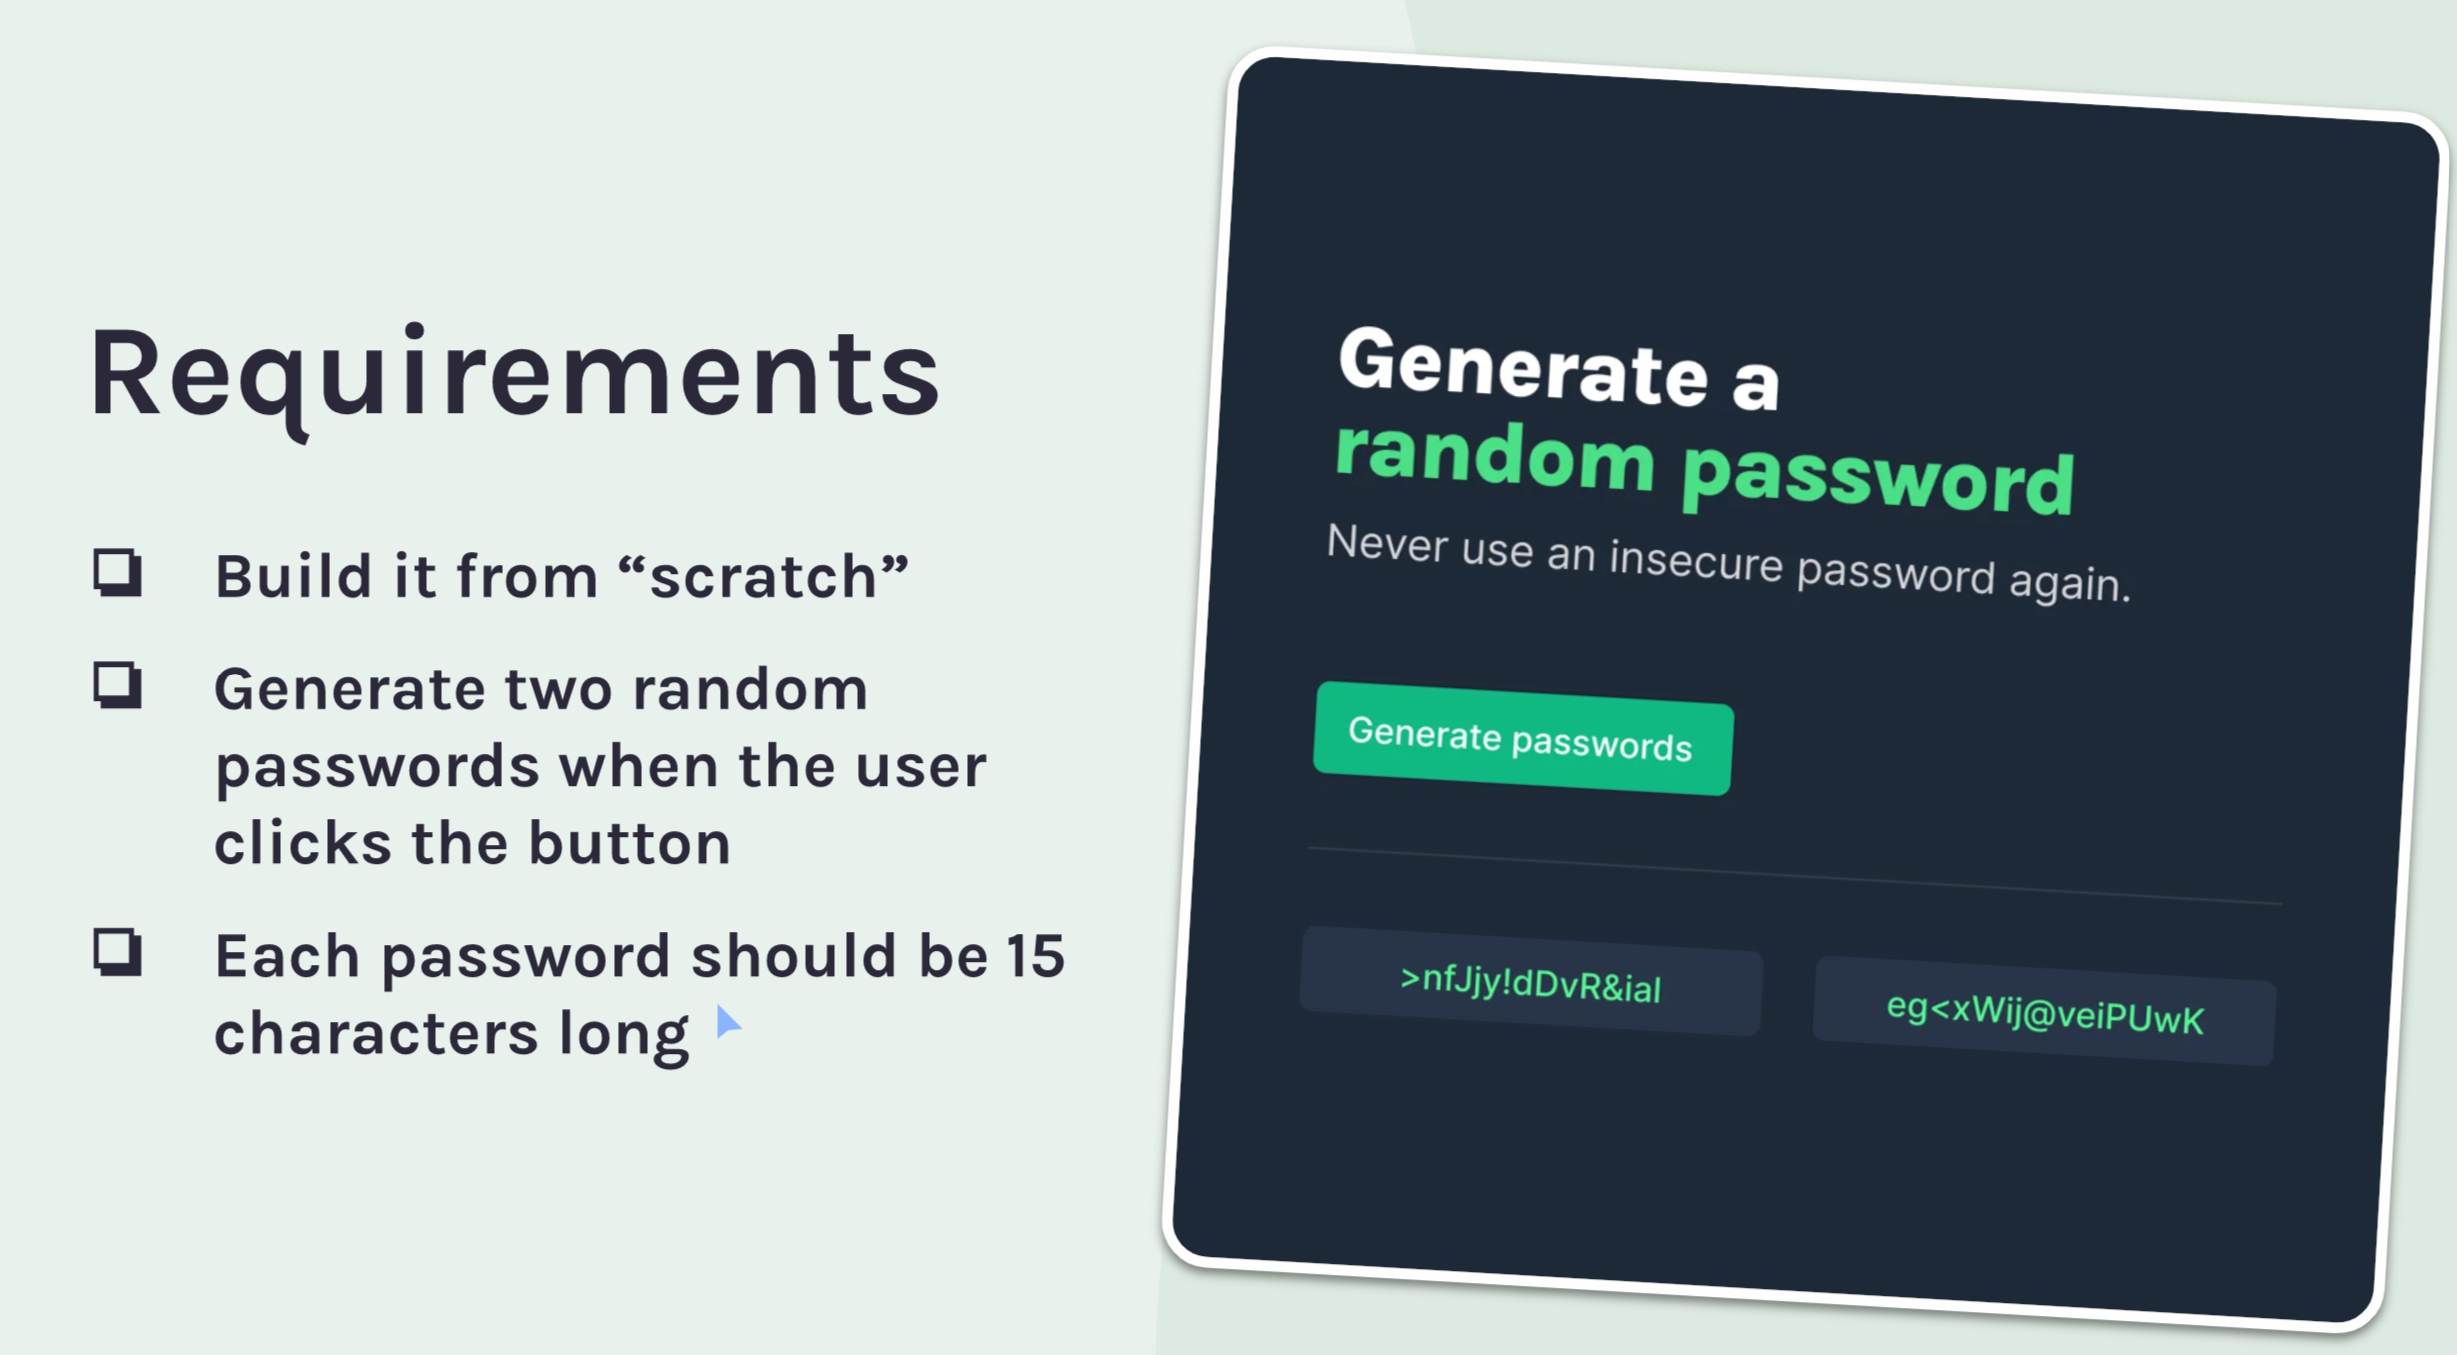 Requirements
Build it from “scratch”
Generate two random
passwords when the user
clicks the button
Each password should be 15
characters long
Generate a
random password
Never use an insecure password again.
Generate passwords
>nfJjy!dDvR&ial
eg<xWij@veiPUwK